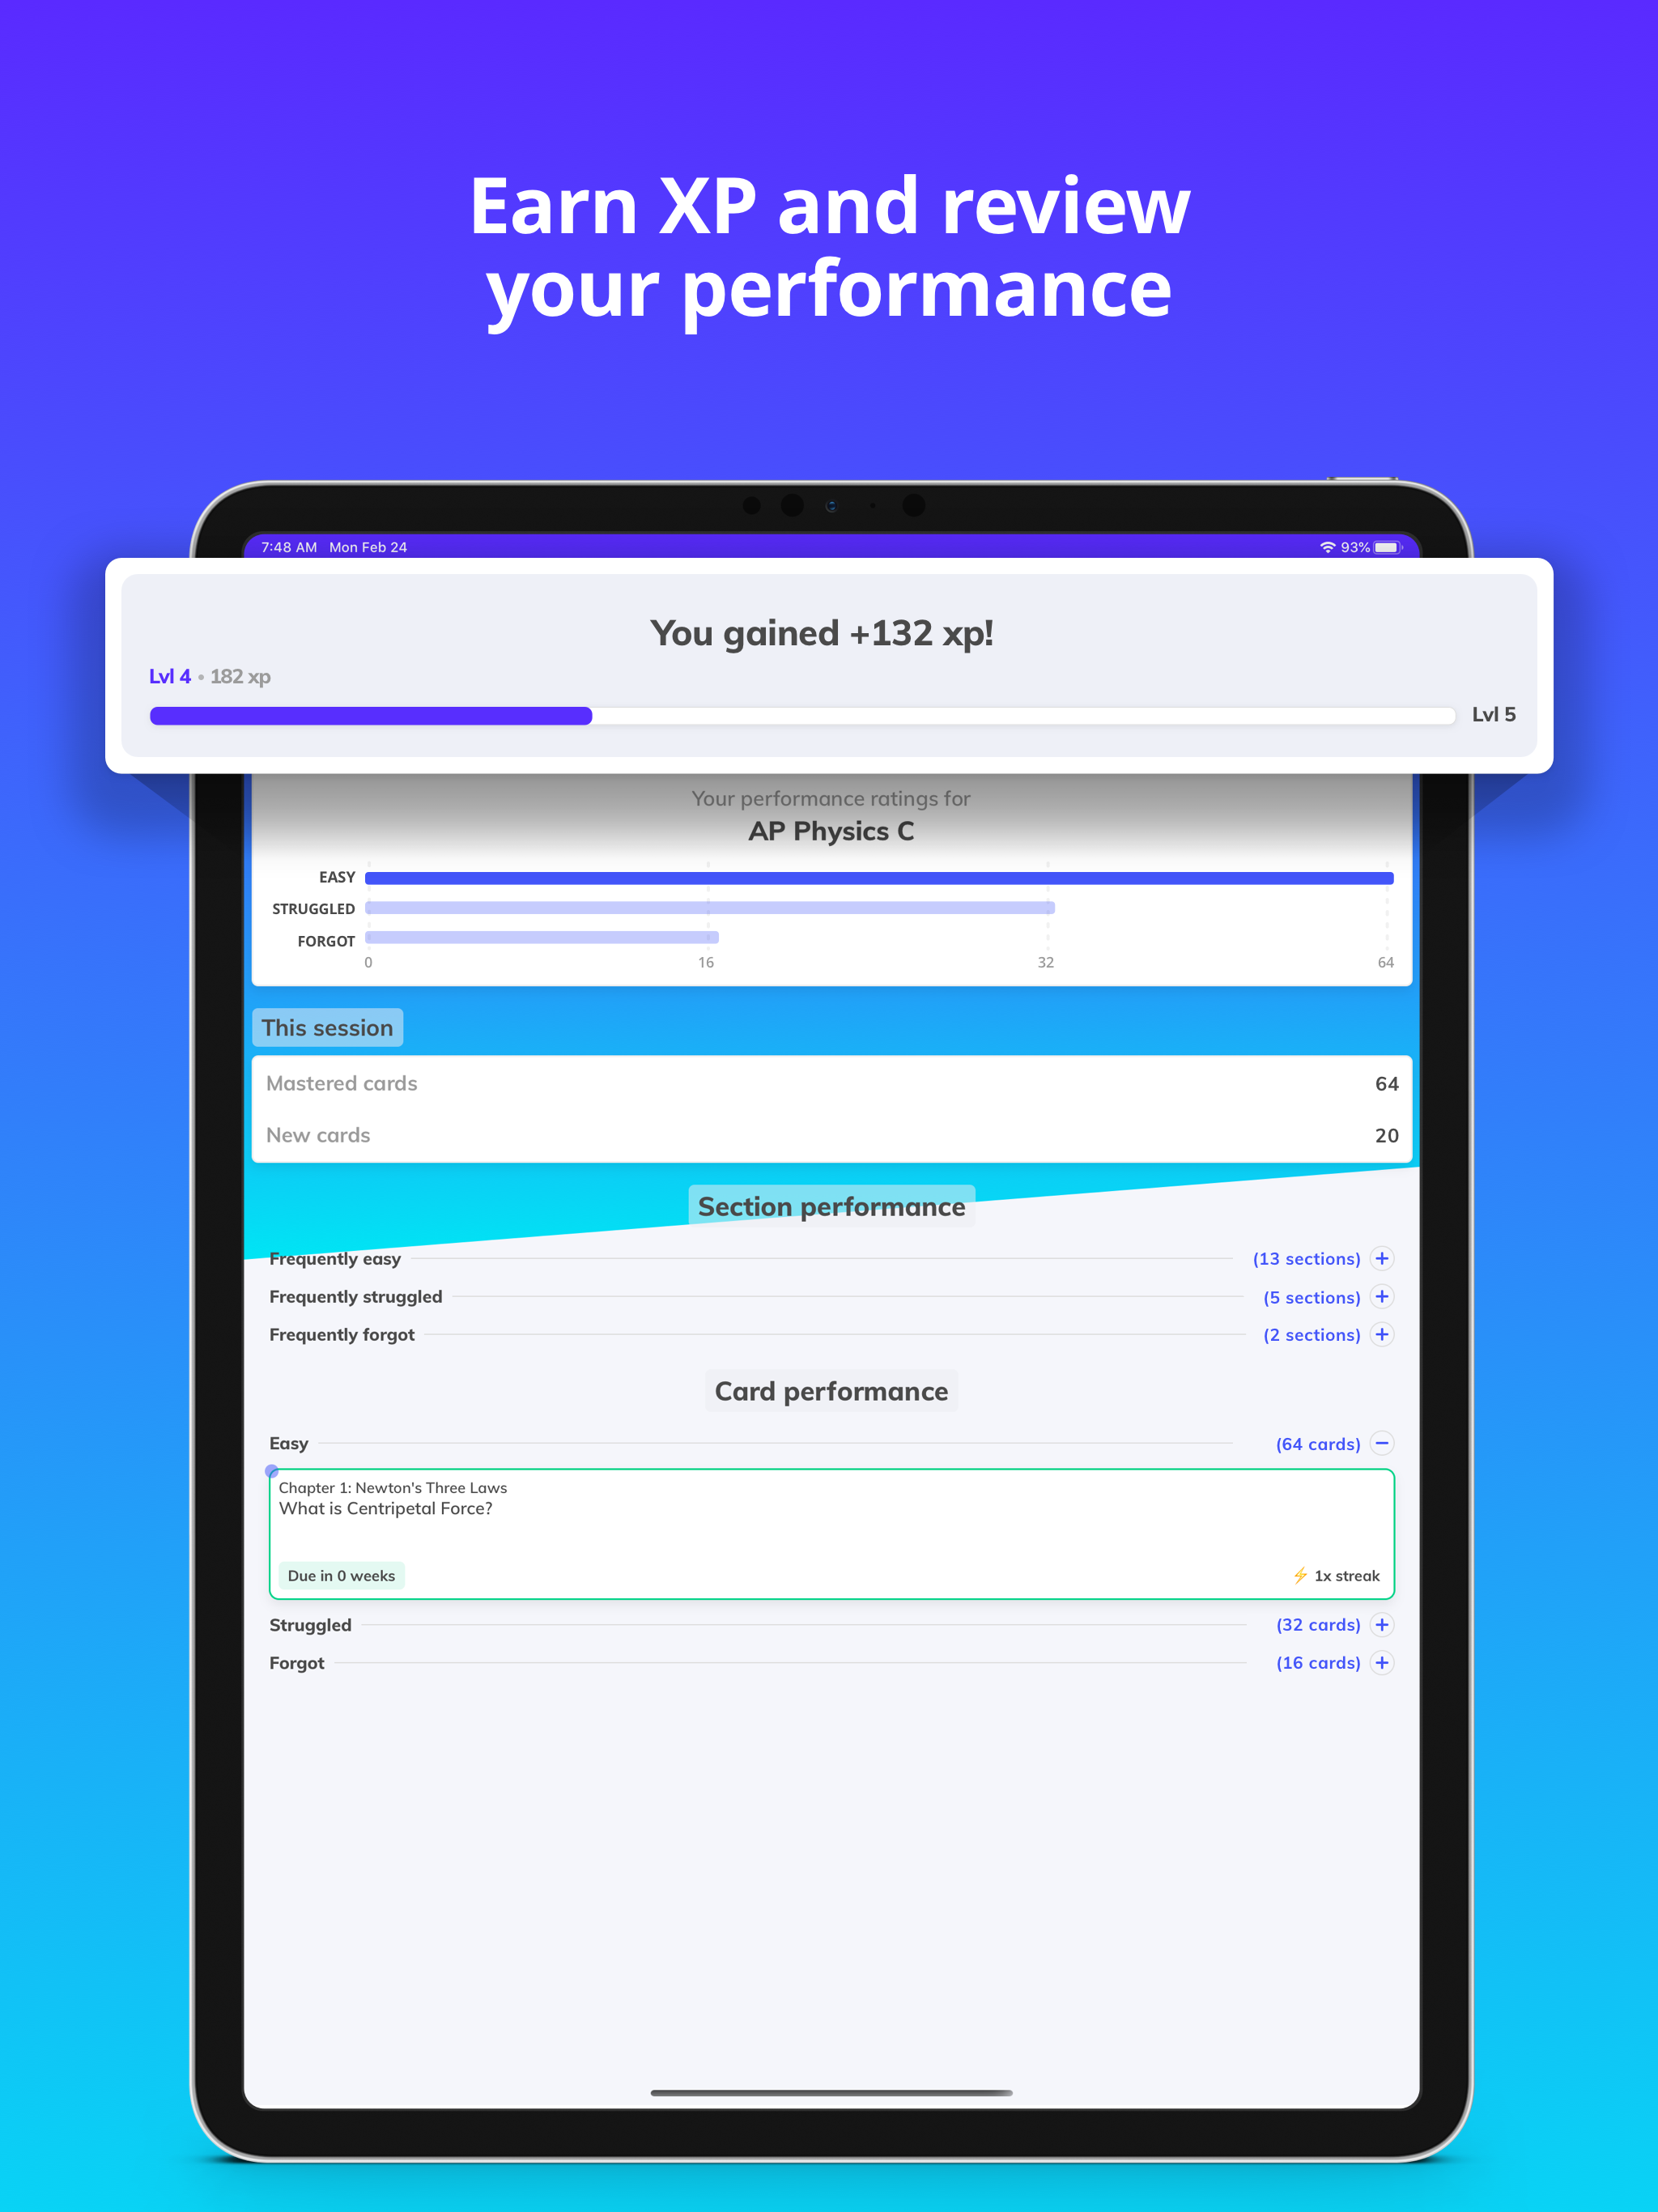 Earn XP and review
your performance
7:48 AM Mon Feb 24
93%
You gained +132 xp!
Lvl 4 • 182 xp
Lvl 5
Your performance ratings for
AP Physics C
EASY
STRUGGLED
FORGOT
0 16 32 64
This session
Mastered cards 64
New cards 20
Section performance
Frequently easy (13 sections)
Frequently struggled (5 sections)
Frequently forgot (2 sections)
Card performance
Easy (64 cards)
Chapter 1: Newton's Three Laws
What is Centripetal Force?
Due in 0 weeks ⚡ 1x streak
Struggled (32 cards)
Forgot (16 cards)